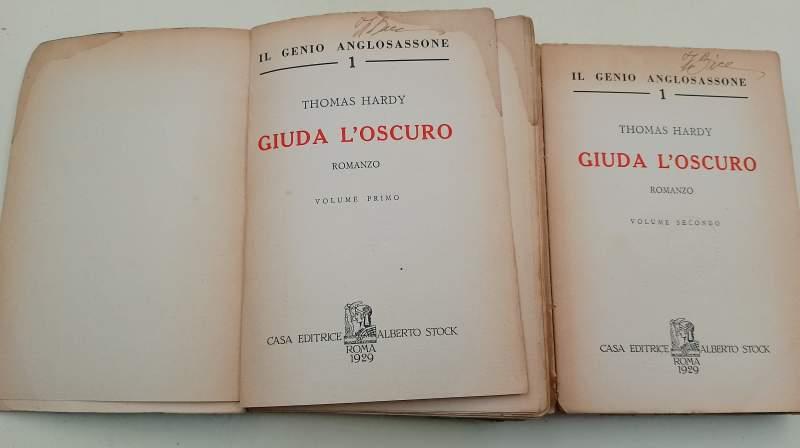 IL GENIO ANGLOSASSONE
1
THOMAS HARDY
GIUDA L'OSCURO
ROMANZO
VOLUME PRIMO
CASA EDITRICE ALBERTO STOCK
ROMA
1929
IL GENIO ANGLOSASSONE
1
THOMAS HARDY
GIUDA L'OSCURO
ROMANZO
VOLUME SECONDO
CASA EDITRICE ALBERTO STOCK
ROMA
1929